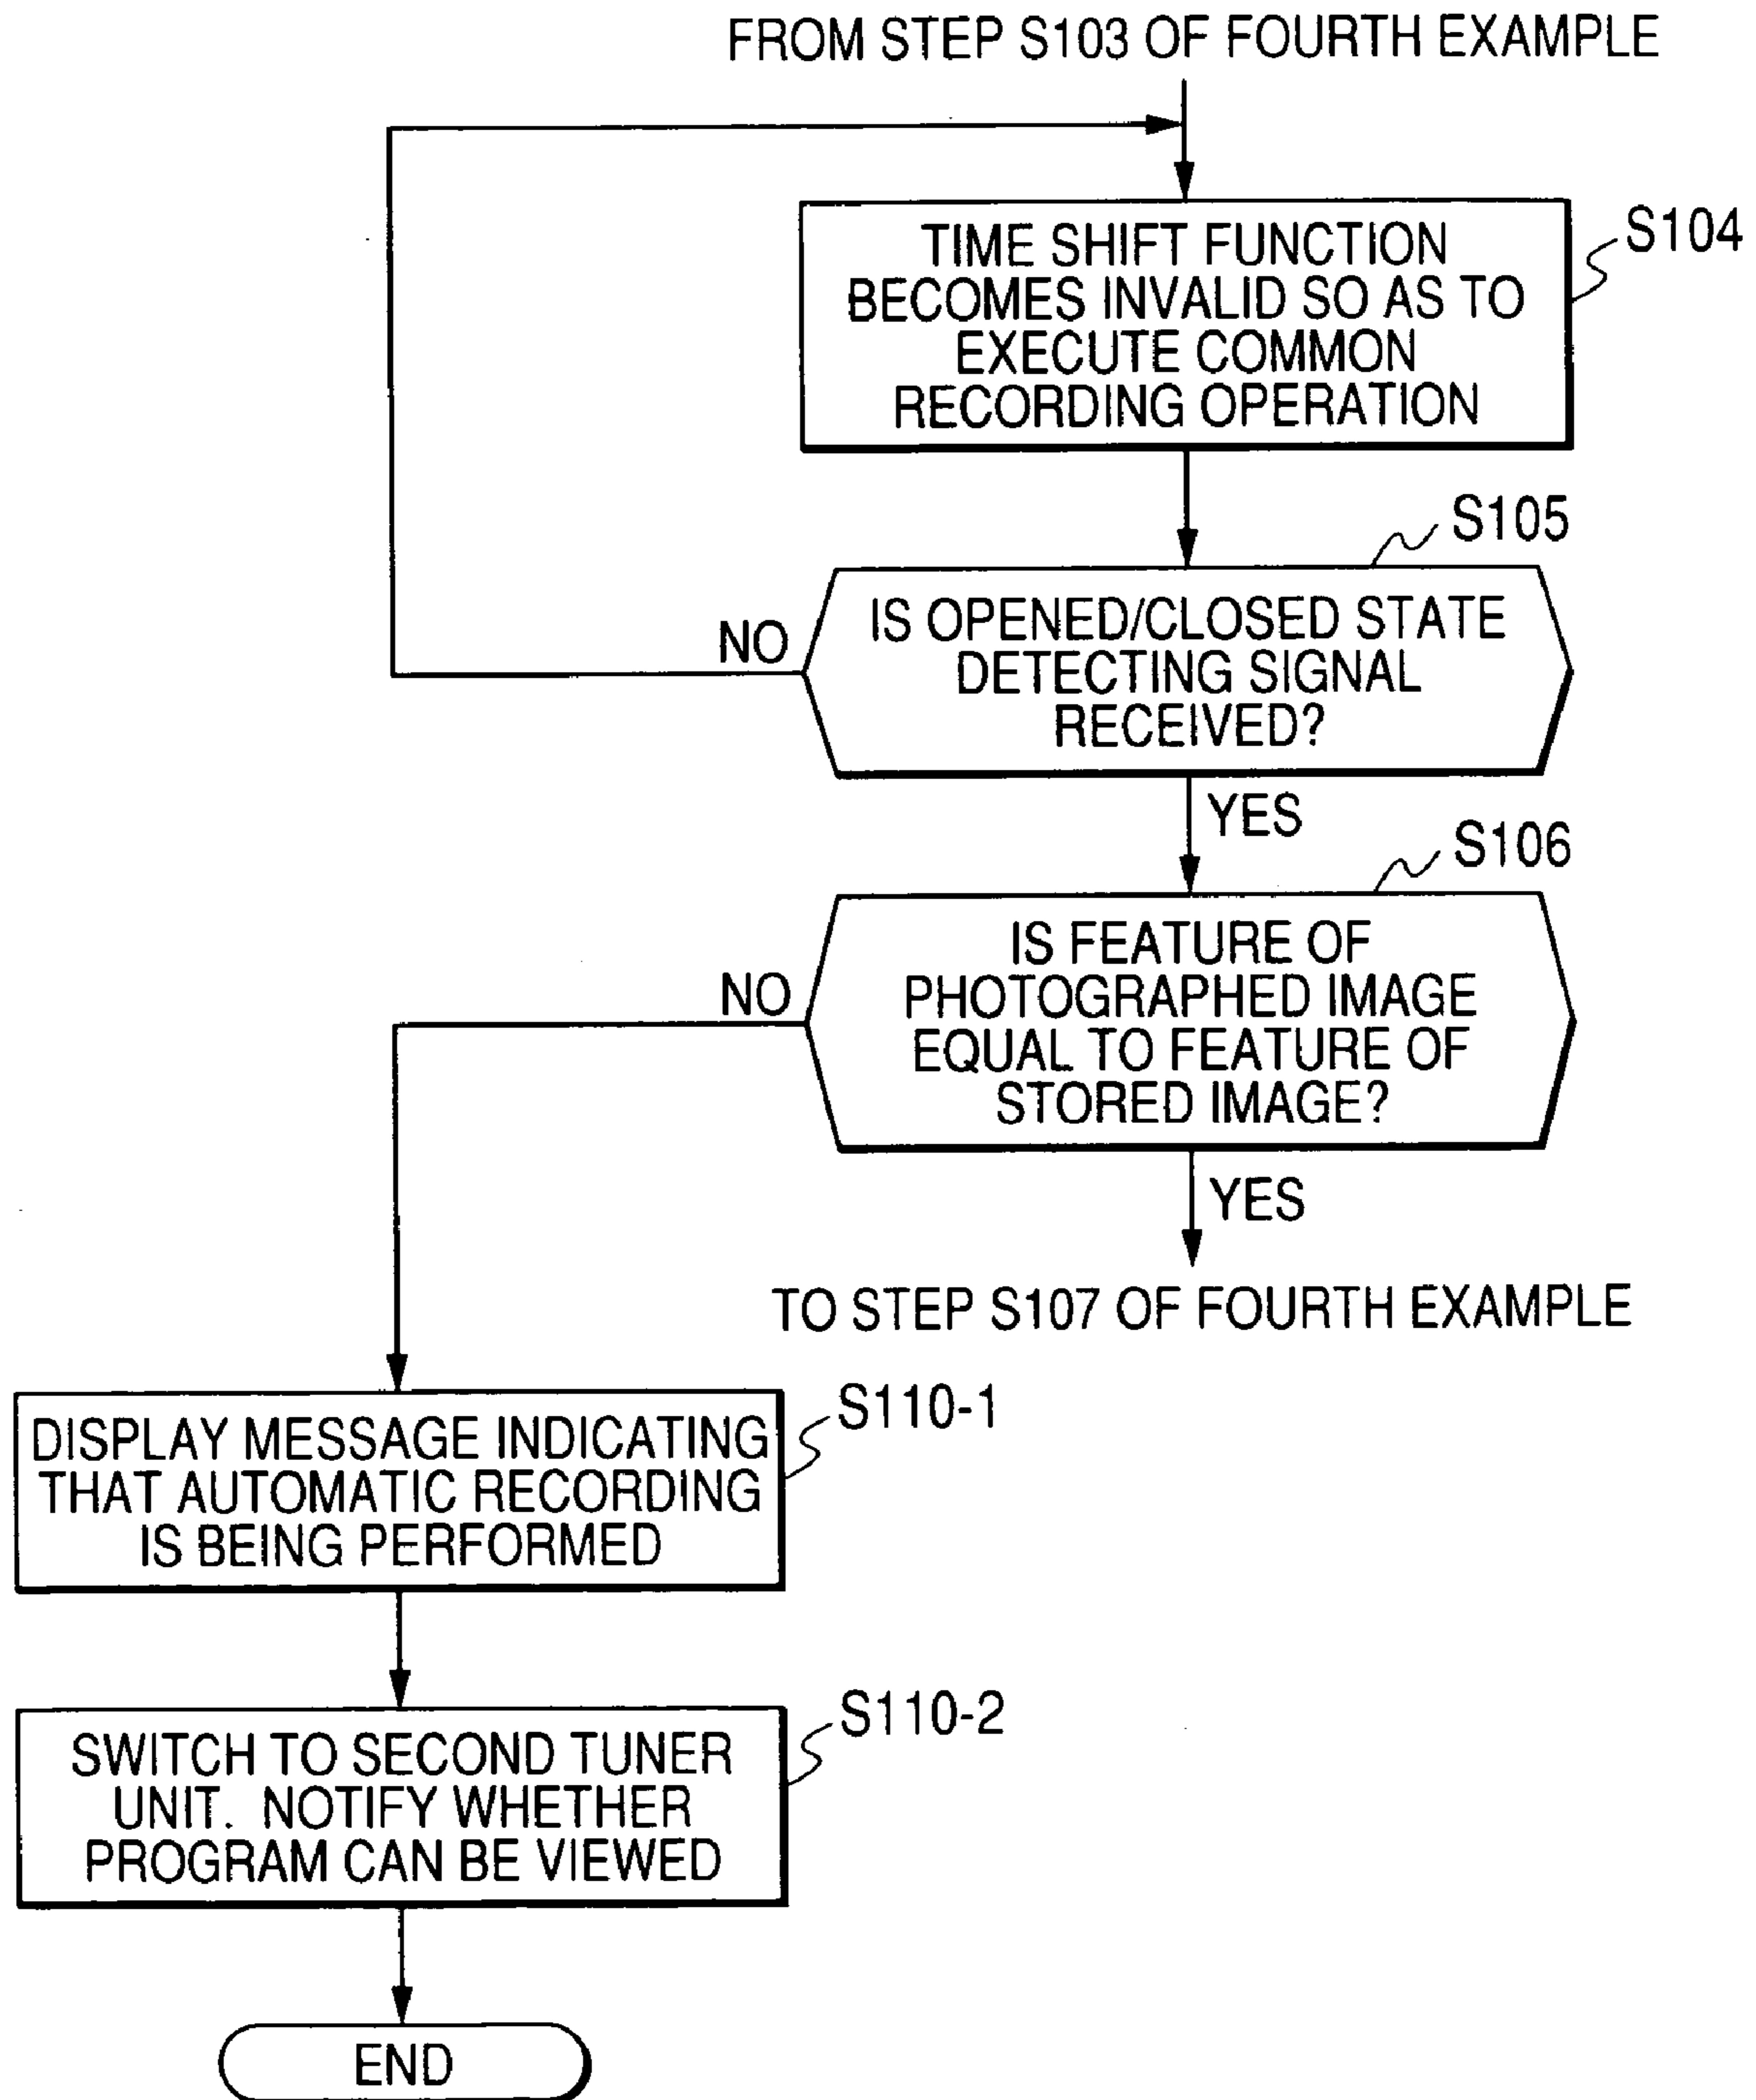 FROM STEP S103 OF FOURTH EXAMPLE
TIME SHIFT FUNCTION
BECOMES INVALID SO AS TO
EXECUTE COMMON
RECORDING OPERATION
S104
S105
IS OPENED/CLOSED STATE
DETECTING SIGNAL
RECEIVED?
NO
YES
S106
IS FEATURE OF
PHOTOGRAPHED IMAGE
EQUAL TO FEATURE OF
STORED IMAGE?
NO
YES
TO STEP S107 OF FOURTH EXAMPLE
S110-1
DISPLAY MESSAGE INDICATING
THAT AUTOMATIC RECORDING
IS BEING PERFORMED
S110-2
SWITCH TO SECOND TUNER
UNIT. NOTIFY WHETHER
PROGRAM CAN BE VIEWED
END